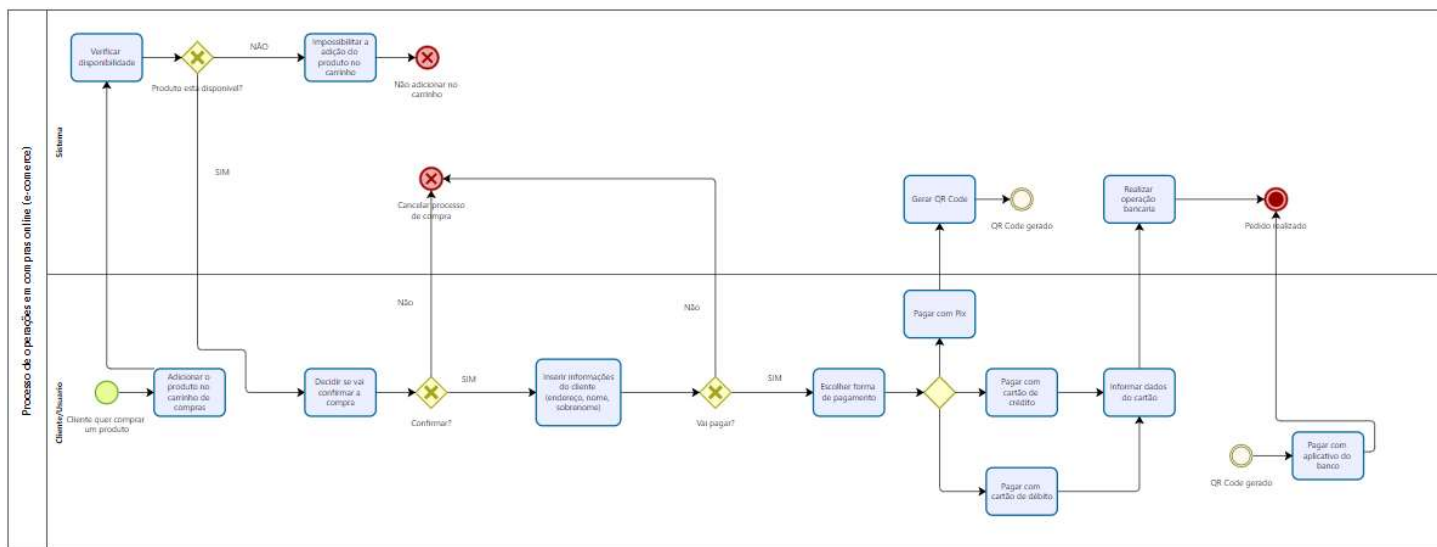 Processo de operações em compras online (e-comerce)
Sistema
Verificar
disponibilidade
Produto esta disponivel?
NÃO
Impossibilitar a
adição do
produto no
carrinho
Não adicionar no
carrinho
SIM
Cancelar processo
de compra
Gerar QR Code
QR Code gerado
Realizar
operação
bancaria
Pedido realizado
Cliente/Usuario
Cliente quer comprar
um produto
Adicionar o
produto no
carrinho de
compras
Decidir se vai
confirmar a
compra
Confirmar?
Não
SIM
Inserir informações
do cliente
(endereço, nome,
sobrenome)
Vai pagar?
Não
SIM
Escolher forma
de pagamento
Pagar com Pix
Pagar com
cartão de
crédito
Pagar com
cartão de débito
Informar dados
do cartão
QR Code gerado
Pagar com
aplicativo do
banco